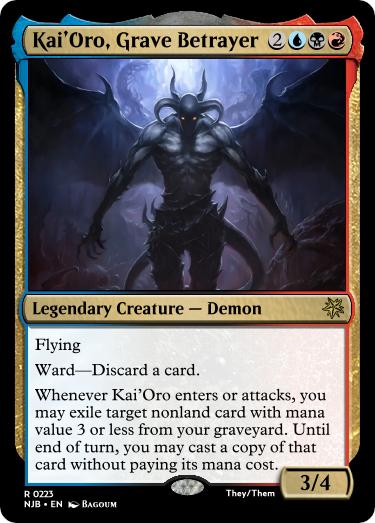 Kai'Oro, Grave Betrayer 2
Legendary Creature — Demon
Flying
Ward—Discard a card.
Whenever Kai'Oro enters or attacks, you
may exile target nonland card with mana
value 3 or less from your graveyard. Until
end of turn, you may cast a copy of that
card without paying its mana cost.
3/4
R 0223
NJB • EN Bagoum
They/Them